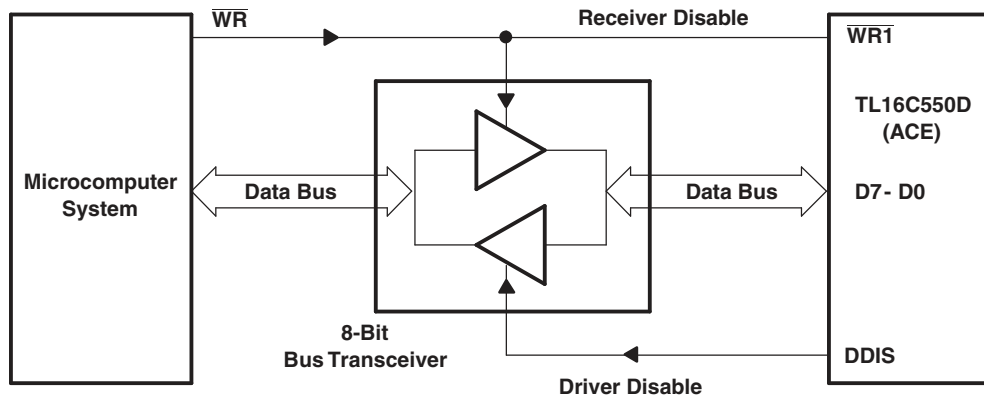 WR
Receiver Disable
WR1
TL16C550D
(ACE)
Microcomputer
System
Data Bus
Data Bus
D7- D0
8-Bit
Bus Transceiver
DDIS
Driver Disable